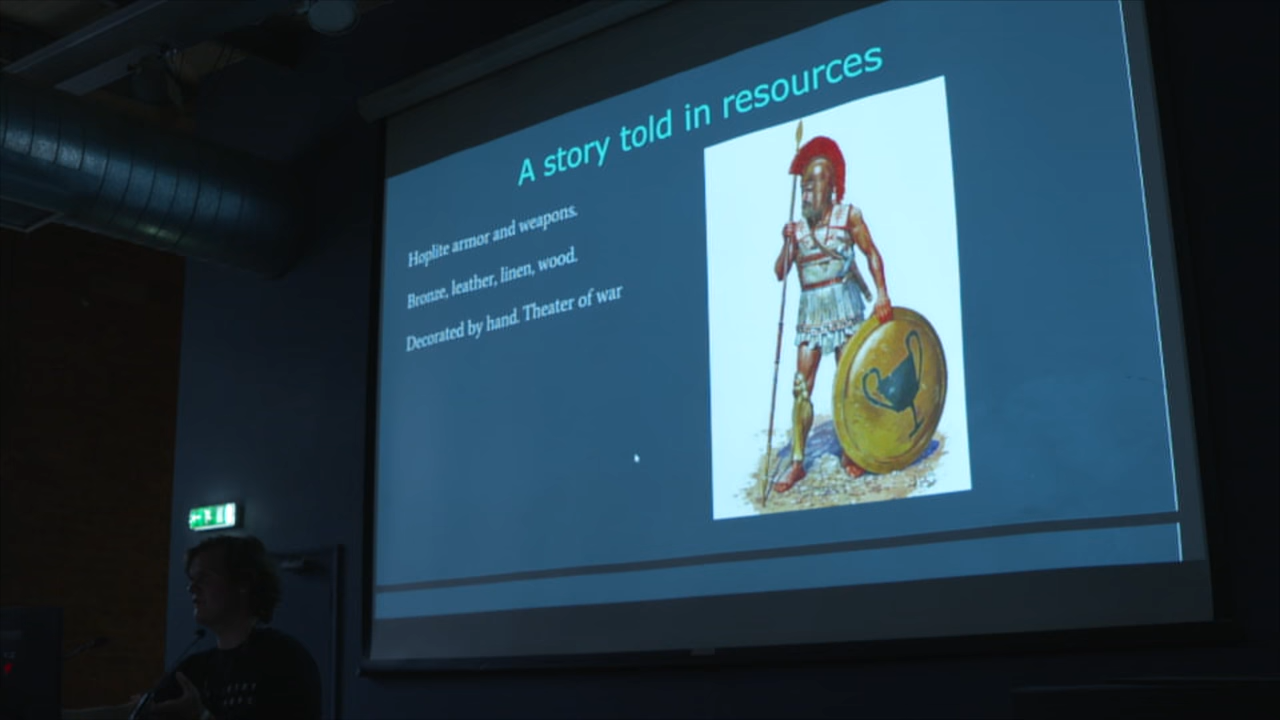 A story told in resources
Hoplite armor and weapons.
Bronze, leather, linen, wood.
Decorated by hand. Theater of war